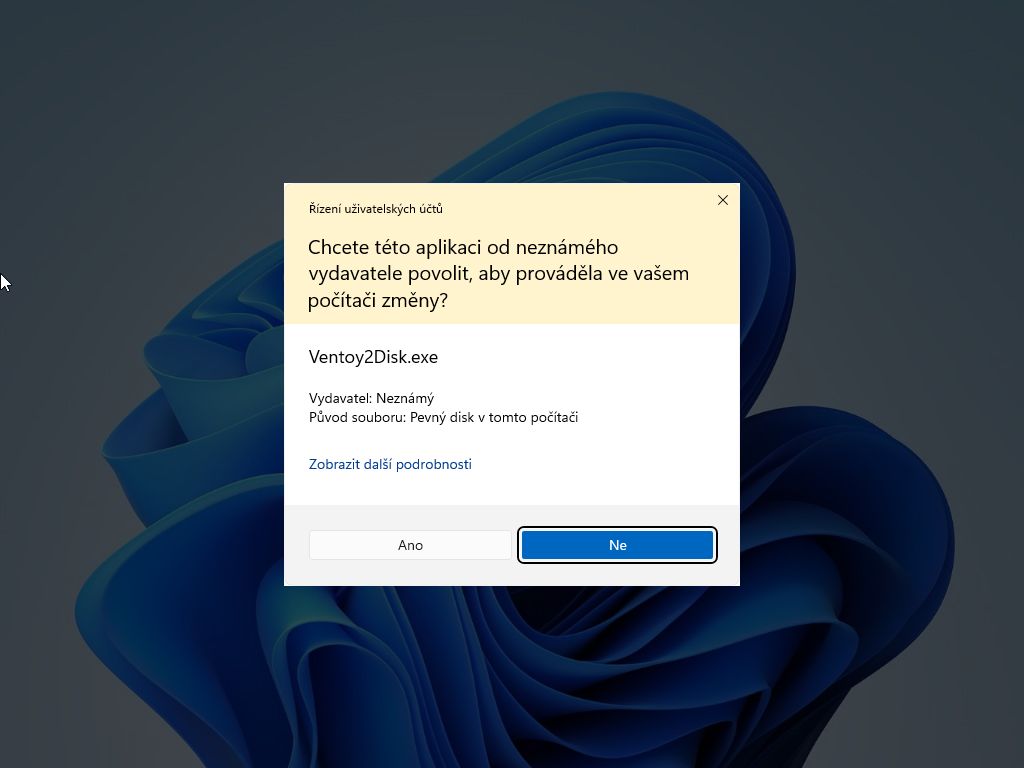 Řízení uživatelských účtů
Chcete této aplikaci od neznámého
vydavatele povolit, aby prováděla ve vašem
počítači změny?
Ventoy2Disk.exe
Vydavatel: Neznámý
Původ souboru: Pevný disk v tomto počítači
Zobrazit další podrobnosti
Ano
Ne